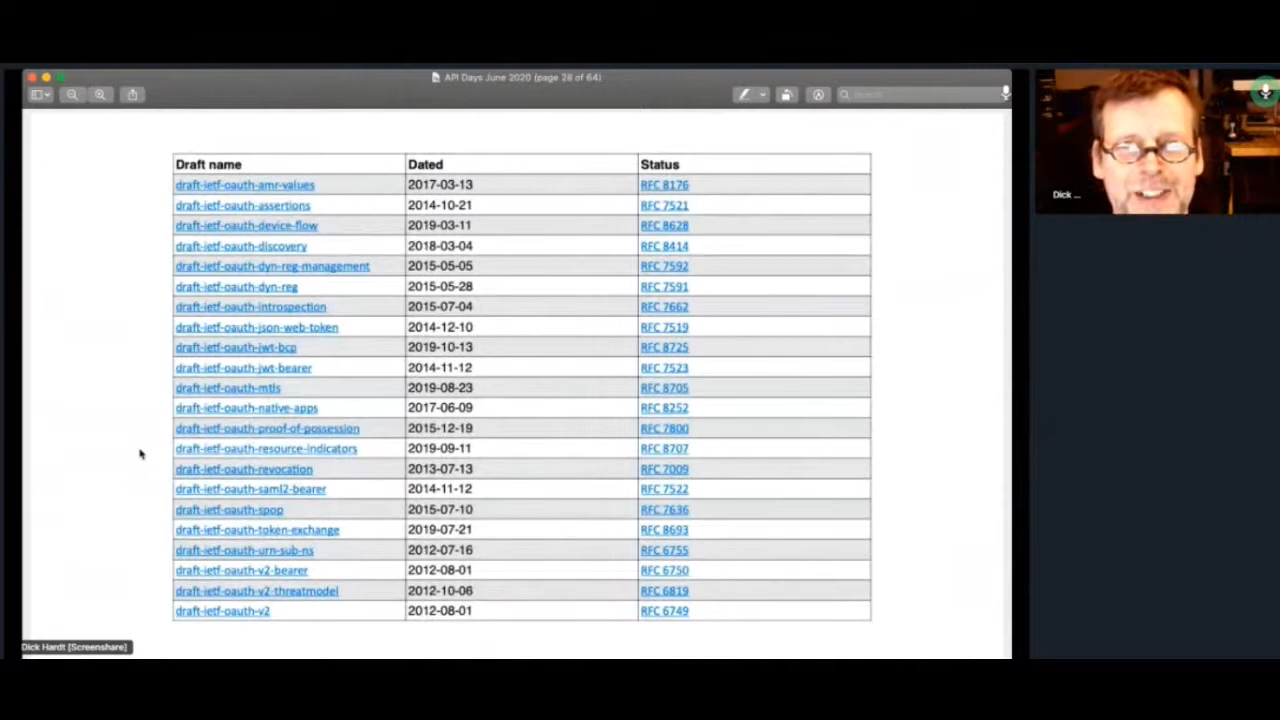 API Days June 2020 (page 28 of 64)
Search
Draft name Dated Status
draft-ietf-oauth-amr-values 2017-03-13 RFC 8176
draft-ietf-oauth-assertions 2014-10-21 RFC 7521
draft-ietf-oauth-device-flow 2019-03-11 RFC 8628
draft-ietf-oauth-discovery 2018-03-04 RFC 8414
draft-ietf-oauth-dyn-reg-management 2015-05-05 RFC 7592
draft-ietf-oauth-dyn-reg 2015-05-28 RFC 7591
draft-ietf-oauth-introspection 2015-07-04 RFC 7662
draft-ietf-oauth-json-web-token 2014-12-10 RFC 7519
draft-ietf-oauth-jwt-bcp 2019-10-13 RFC 8725
draft-ietf-oauth-jwt-bearer 2014-11-12 RFC 7523
draft-ietf-oauth-mtls 2019-08-23 RFC 8705
draft-ietf-oauth-native-apps 2017-06-09 RFC 8252
draft-ietf-oauth-proof-of-possession 2015-12-19 RFC 7800
draft-ietf-oauth-resource-indicators 2019-09-11 RFC 8707
draft-ietf-oauth-revocation 2013-07-13 RFC 7009
draft-ietf-oauth-saml2-bearer 2014-11-12 RFC 7522
draft-ietf-oauth-spop 2015-07-10 RFC 7636
draft-ietf-oauth-token-exchange 2019-07-21 RFC 8693
draft-ietf-oauth-urn-sub-ns 2012-07-16 RFC 6755
draft-ietf-oauth-v2-bearer 2012-08-01 RFC 6750
draft-ietf-oauth-v2-threatmodel 2012-10-06 RFC 6819
draft-ietf-oauth-v2 2012-08-01 RFC 6749
Dick Hardt [Screenshare]
Dick ...